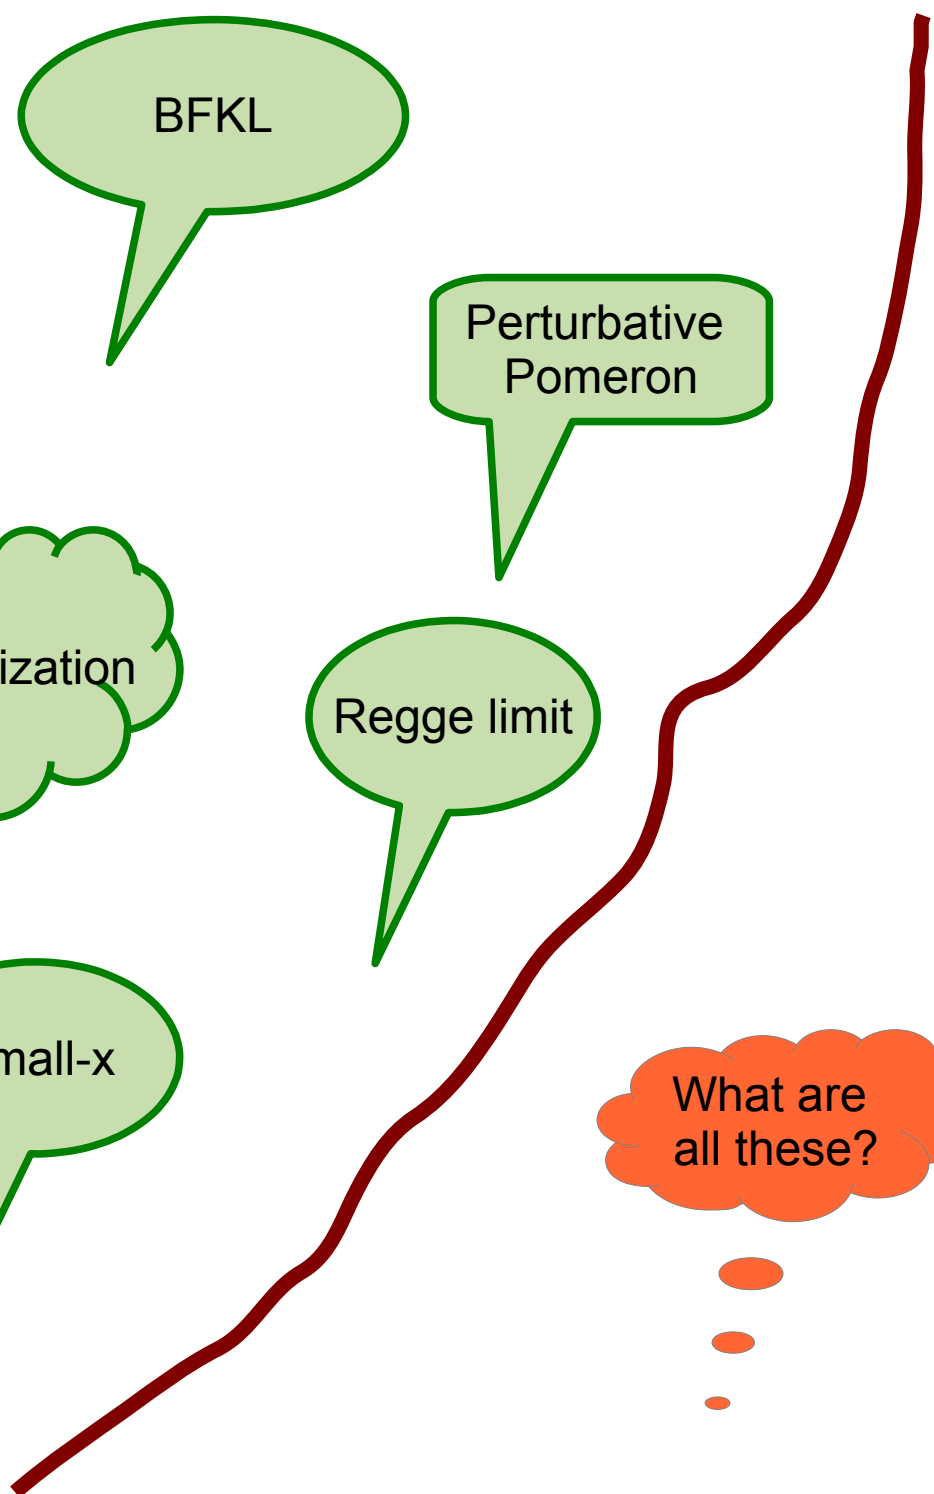 BFKL
Perturbative
Pomeron
ization
Regge limit
mall-x
What are
all these?